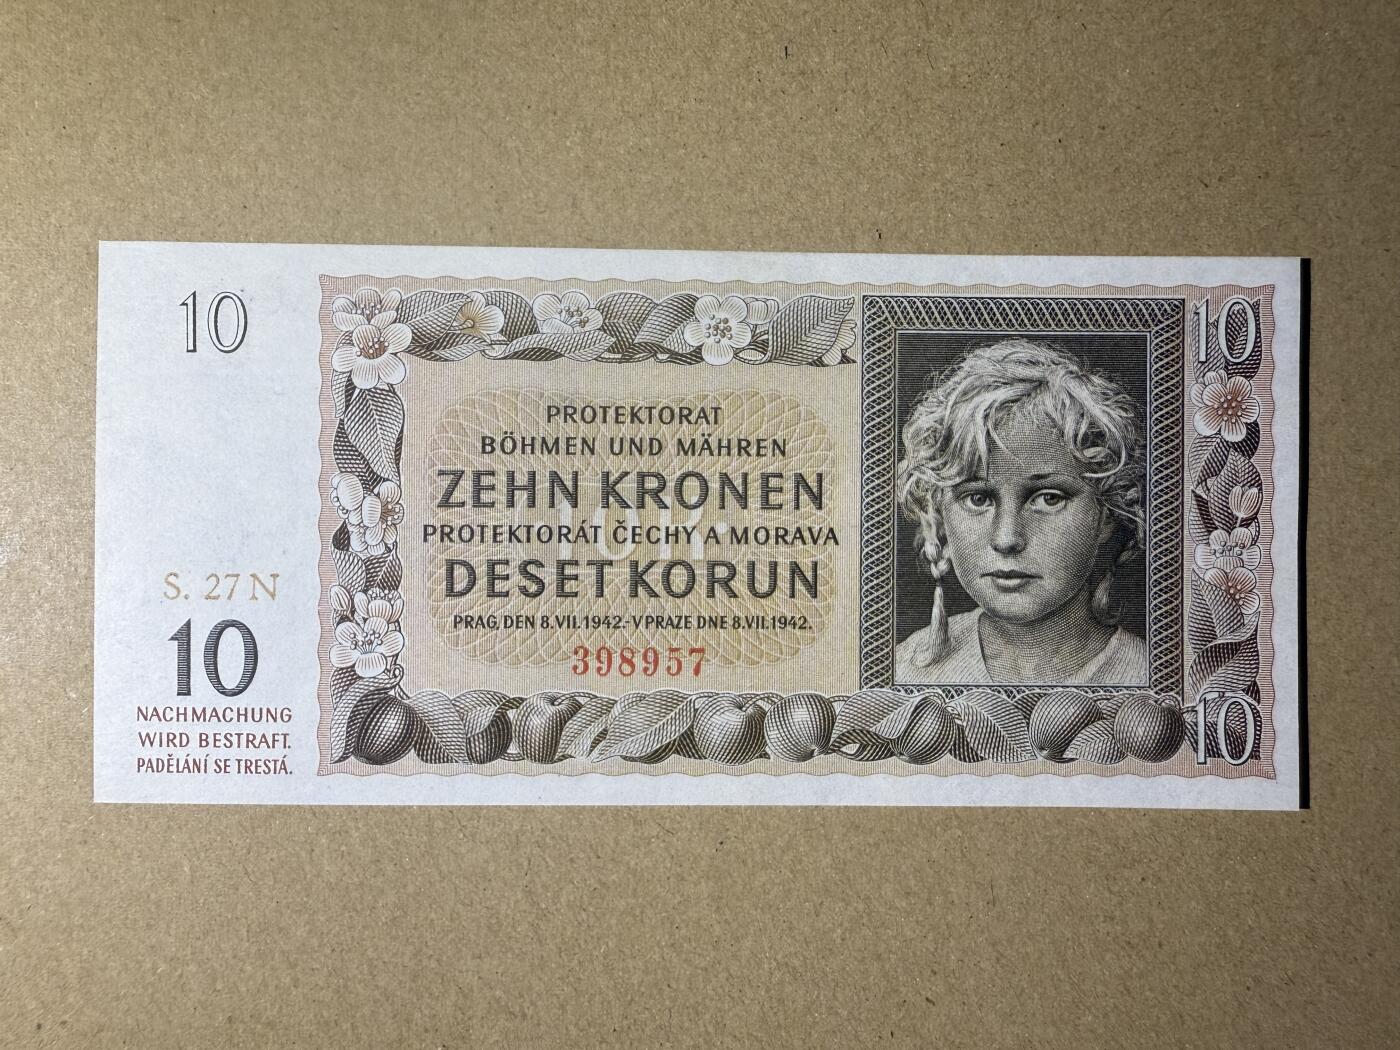 10
10
PROTEKTORAT
BÖHMEN UND MÄHREN
ZEHN KRONEN
PROTEKTORÁT ČECHY A MORAVA
DESET KORUN
PRAG, DEN 8.VII.1942.-V PRAZE DNE 8.VII.1942.
398957
S. 27 N
10
NACHMACHUNG
WIRD BESTRAFT.
PADĚLÁNÍ SE TRESTÁ.
10